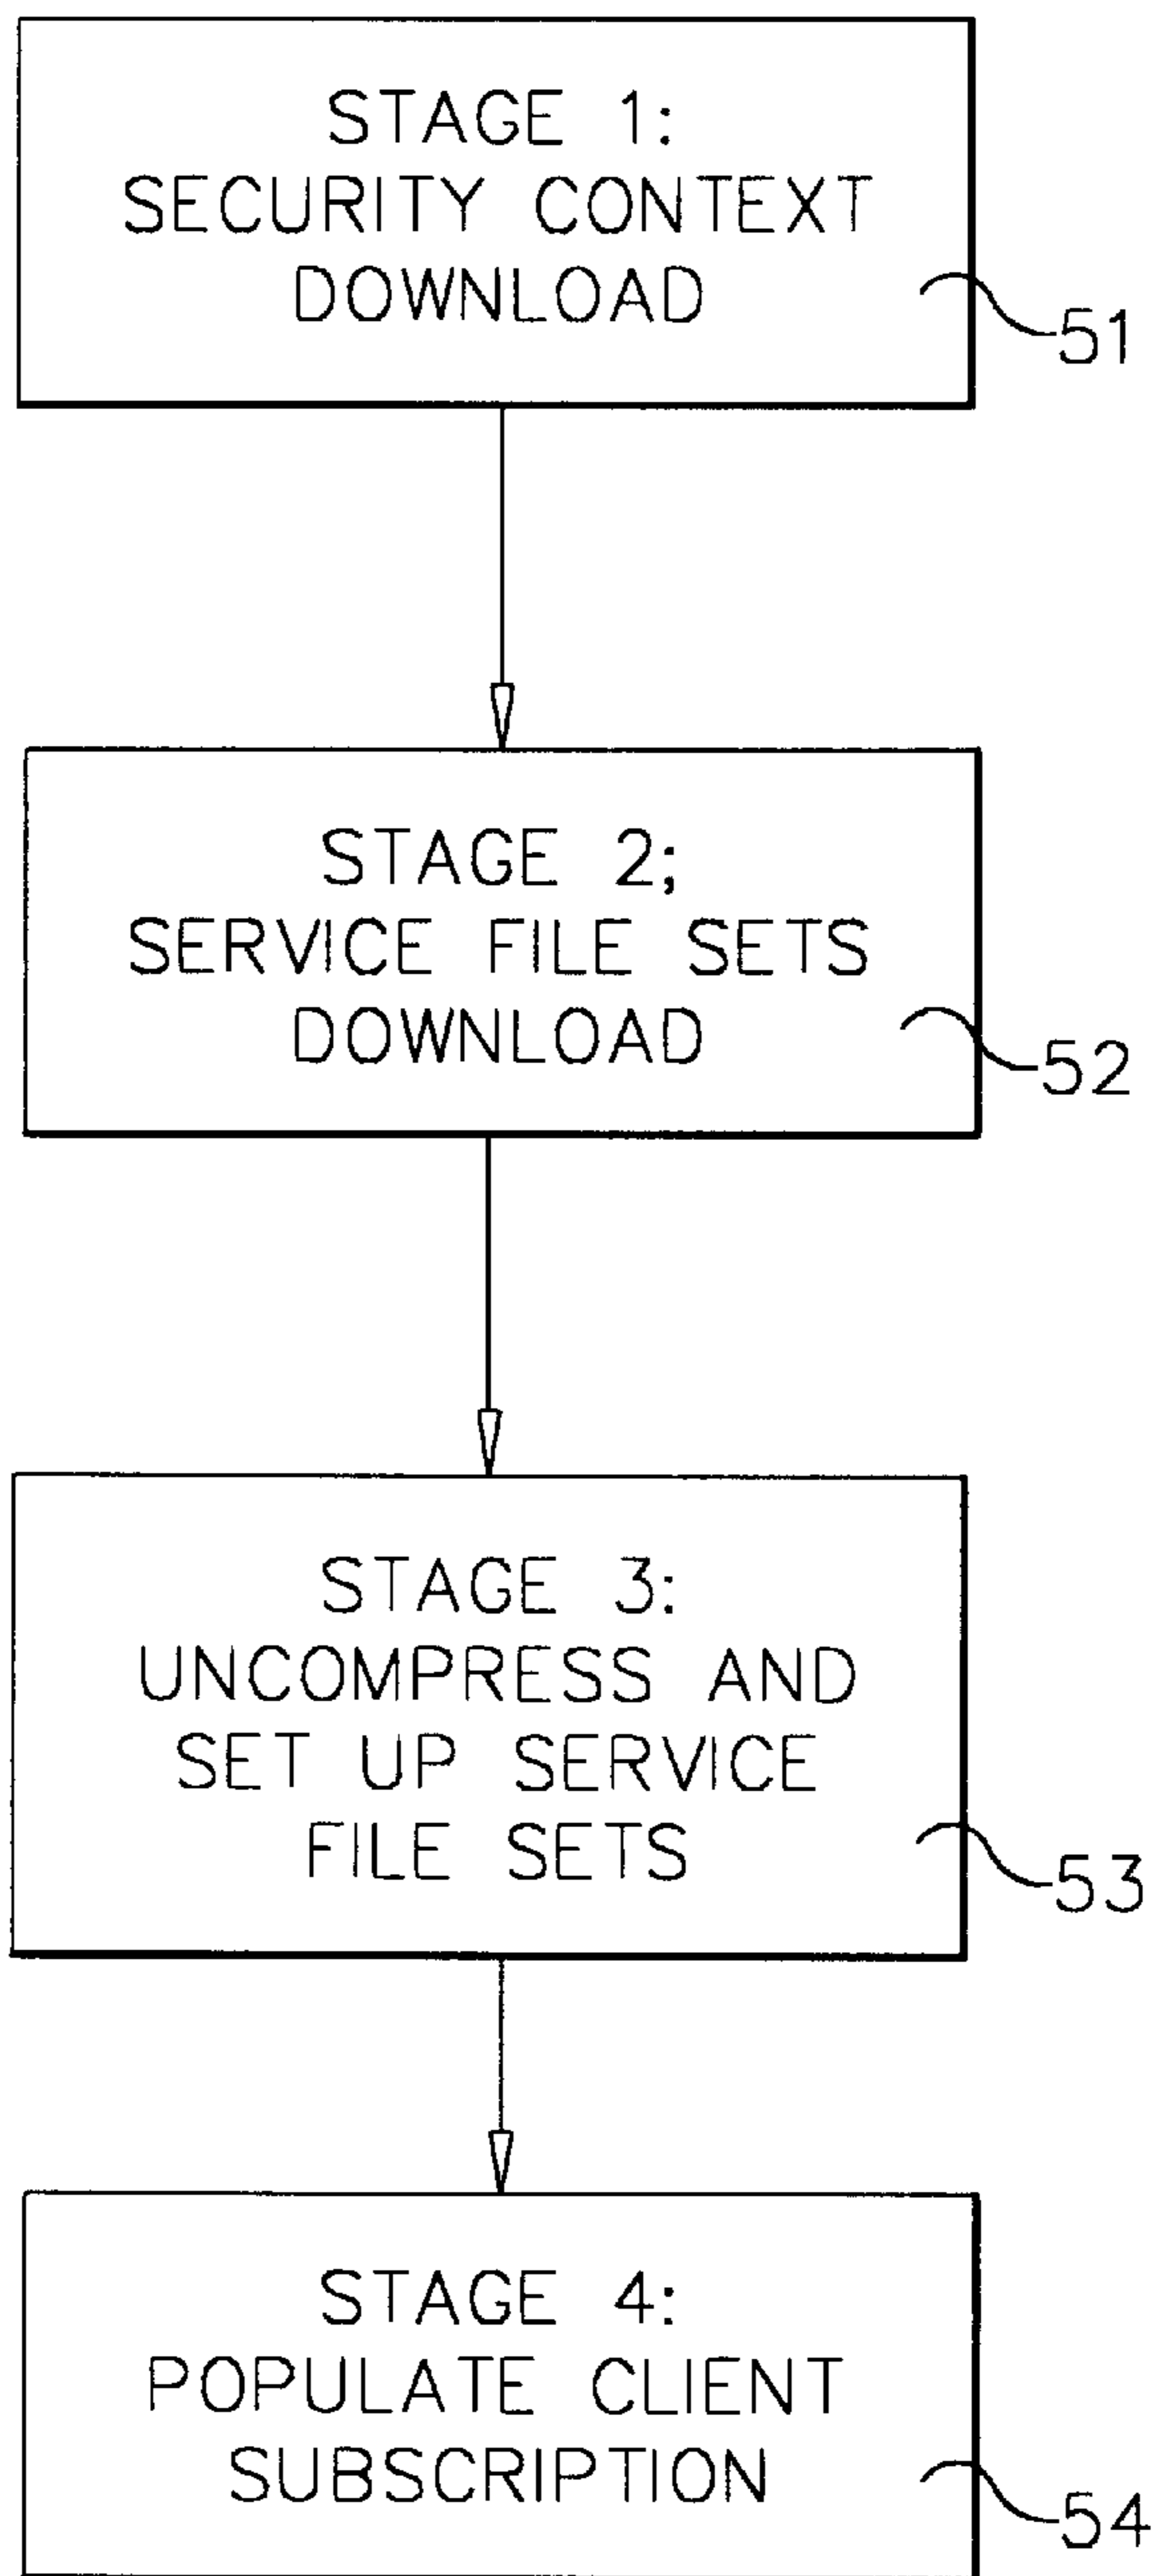 STAGE 1:
SECURITY CONTEXT
DOWNLOAD
51
STAGE 2;
SERVICE FILE SETS
DOWNLOAD
52
STAGE 3:
UNCOMPRESS AND
SET UP SERVICE
FILE SETS
53
STAGE 4:
POPULATE CLIENT
SUBSCRIPTION
54